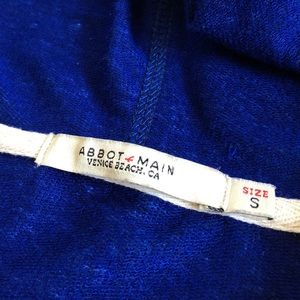 ABBOT + MAIN
VENICE BEACH, CA
SIZE
S